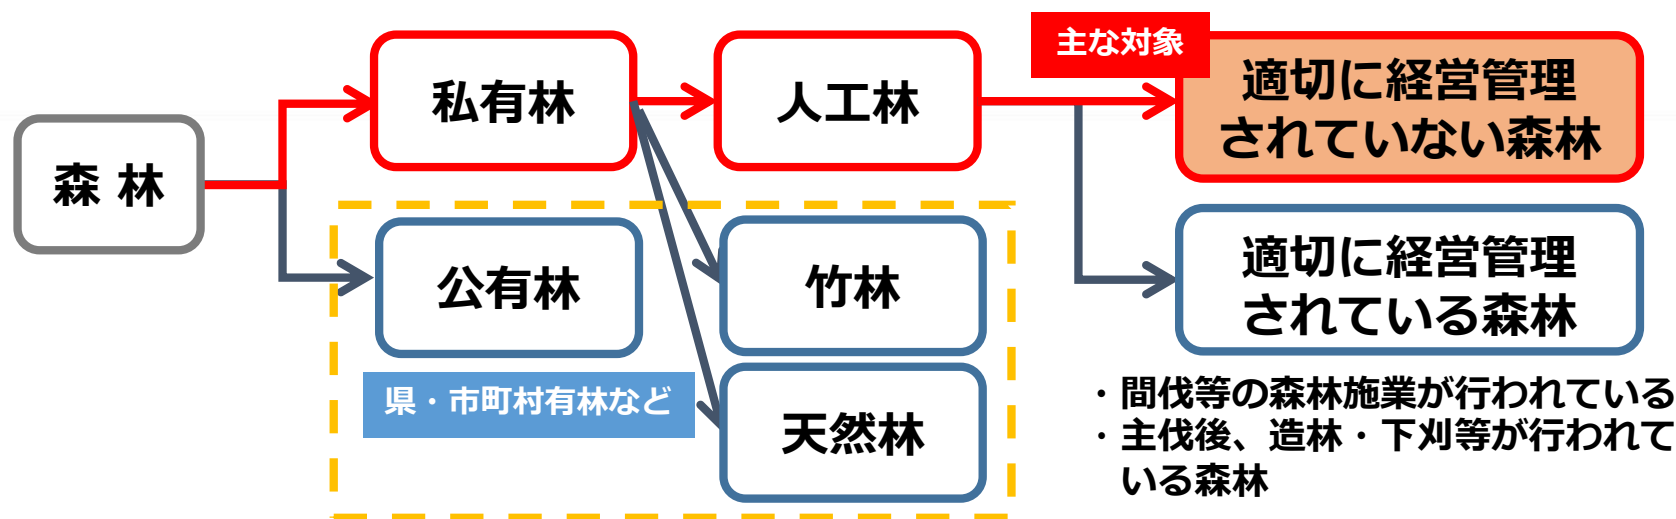 森 林
私有林
人工林
主な対象
適切に経営管理
されていない森林
公有林
県・市町村有林など
竹林
天然林
適切に経営管理
されている森林
・間伐等の森林施業が行われている
・主伐後、造林・下刈等が行われて
いる森林